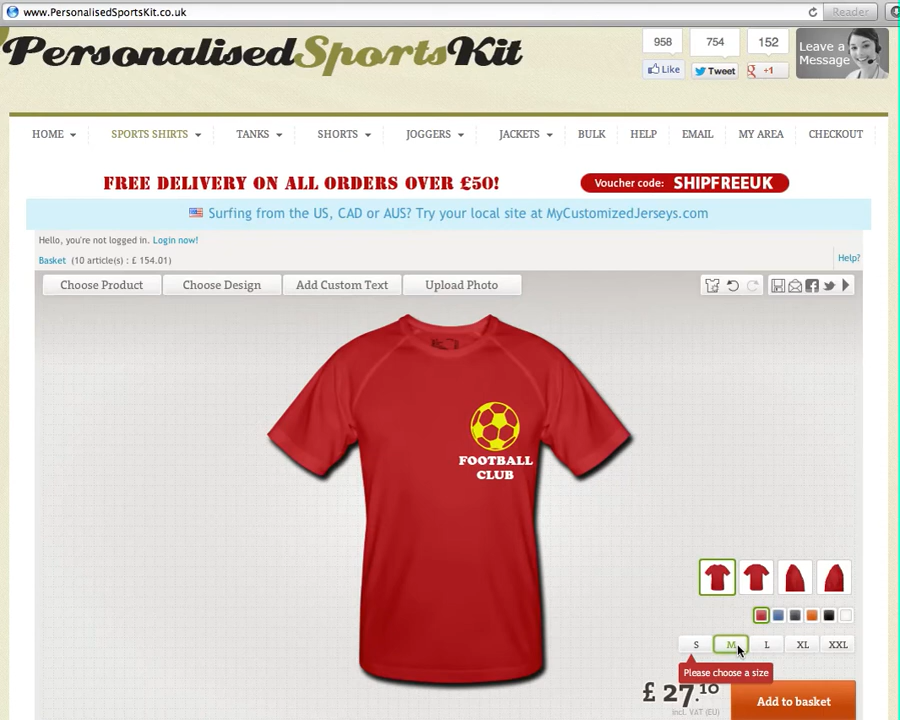 www.PersonalisedSportsKit.co.uk
Reader
PersonalisedSportsKit
958
754
152
Like
Tweet
+1
Leave a
Message
HOME
SPORTS SHIRTS
TANKS
SHORTS
JOGGERS
JACKETS
BULK
HELP
EMAIL
MY AREA
CHECKOUT
FREE DELIVERY ON ALL ORDERS OVER £50!
Voucher code: SHIPFREEUK
Surfing from the US, CAD or AUS? Try your local site at MyCustomizedJerseys.com
Hello, you're not logged in. Login now!
Basket (10 article(s) : £ 154.01)
Help?
Choose Product
Choose Design
Add Custom Text
Upload Photo
FOOTBALL
CLUB
S
M
L
XL
XXL
Please choose a size
£ 27.10
incl. VAT (EU)
Add to basket